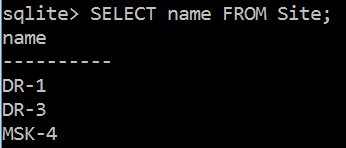 sqlite> SELECT name FROM Site;
name
----------
DR-1
DR-3
MSK-4